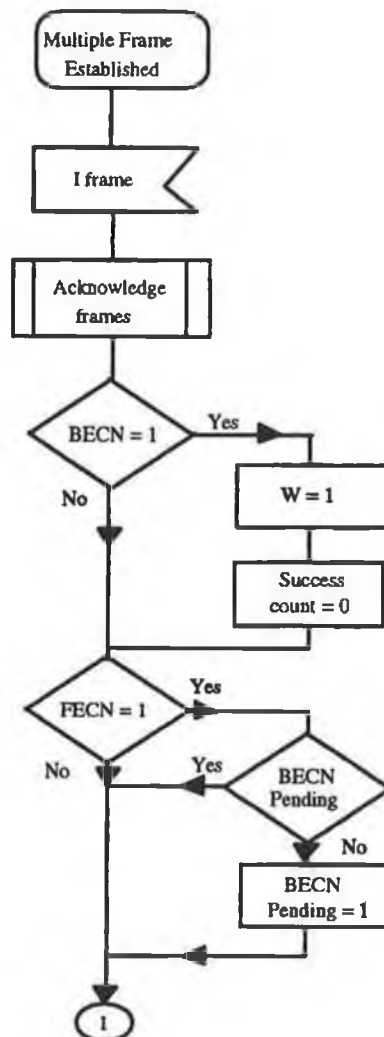 Multiple Frame
Established
I frame
Acknowledge
frames
BECN = 1
Yes
No
W = 1
Success
count = 0
FECN = 1
Yes
No
Yes
BECN
Pending
No
BECN
Pending = 1
1